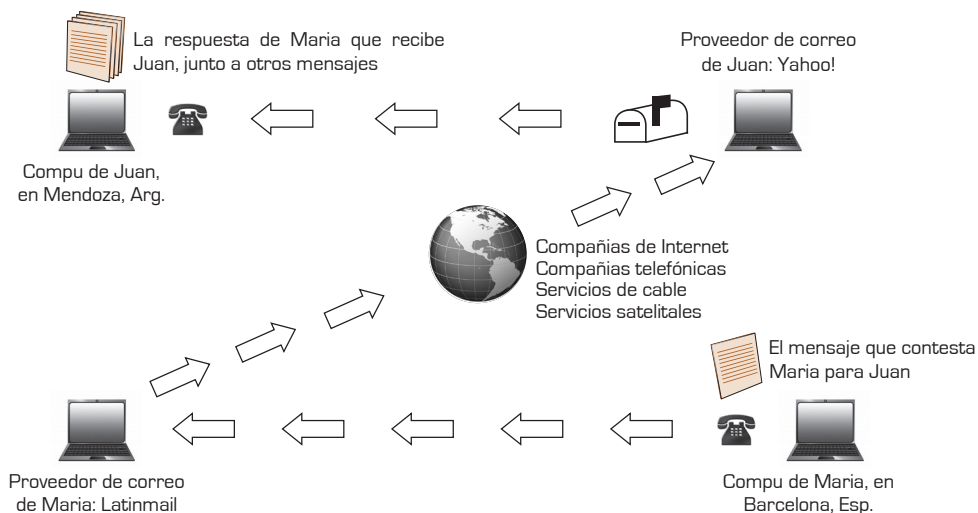 La respuesta de Maria que recibe
Juan, junto a otros mensajes
Proveedor de correo
de Juan: Yahoo!
Compu de Juan,
en Mendoza, Arg.
Compañias de Internet
Compañias telefónicas
Servicios de cable
Servicios satelitales
El mensaje que contesta
Maria para Juan
Proveedor de correo
de Maria: Latinmail
Compu de Maria, en
Barcelona, Esp.